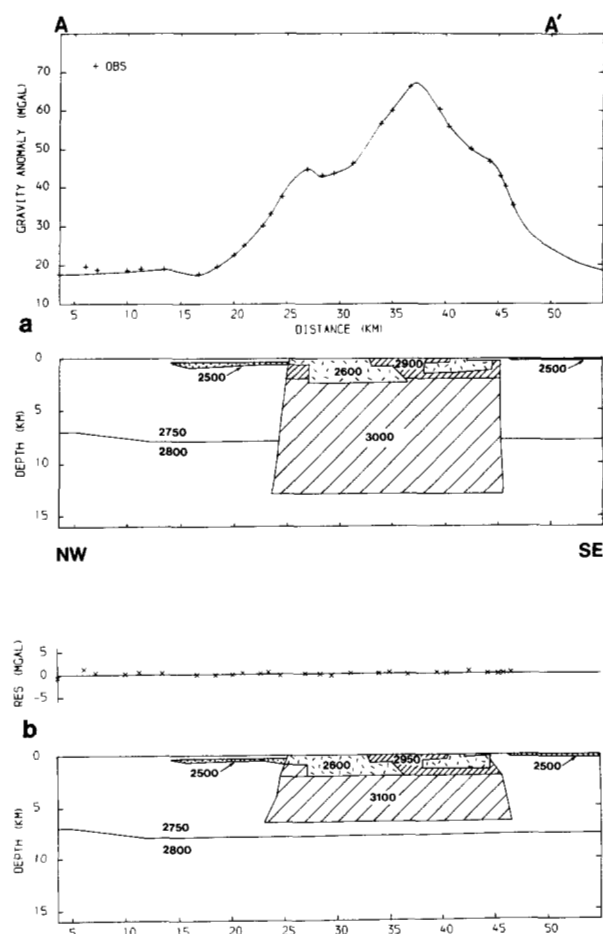 A A'
+ OBS
GRAVITY ANOMALY (MGAL)
70
60
50
40
30
20
10
5 10 15 20 25 30 35 40 45 50
DISTANCE (KM)
a
DEPTH (KM)
0
5
10
15
2500
2600
2900
2500
2750
2800
3000
NW SE
RES (MGAL)
5
0
-5
b
DEPTH (KM)
0
5
10
15
2500
2600
2950
2500
3100
2750
2800
5 10 15 20 25 30 35 40 45 50